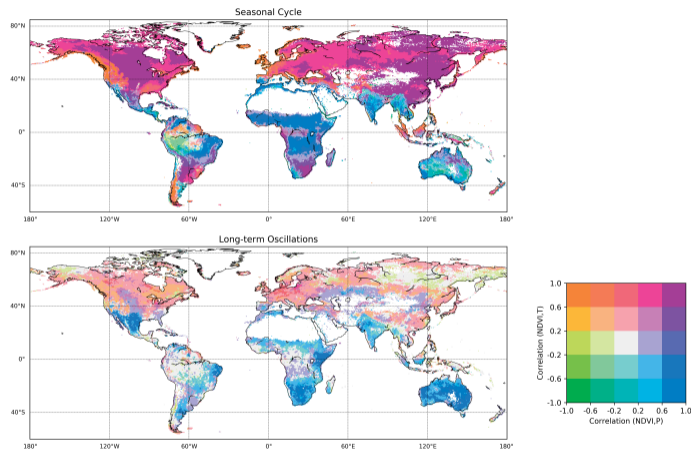 Seasonal Cycle
80°N
40°N
0°
40°S
180° 120°W 60°W 0° 60°E 120°E 180°
Long-term Oscillations
80°N
40°N
0°
40°S
180° 120°W 60°W 0° 60°E 120°E 180°
Correlation (NDVI,T)
1.0
0.6
0.2
-0.2
-0.6
-1.0
-1.0 -0.6 -0.2 0.2 0.6 1.0
Correlation (NDVI,P)